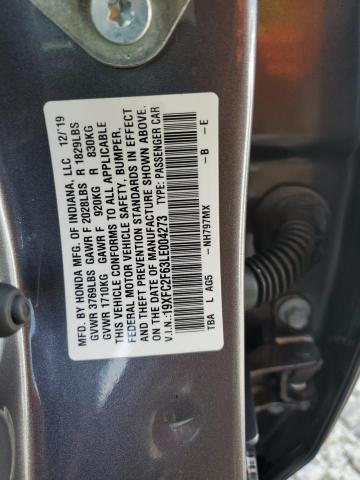 MFD. BY HONDA MFG. OF INDIANA, LLC 12/'19
GVWR 3769LBS GAWR F 2028LBS R 1829LBS
GVWR 1710KG GAWR F 920KG R 830KG
THIS VEHICLE CONFORMS TO ALL APPLICABLE
FEDERAL MOTOR VEHICLE SAFETY, BUMPER,
AND THEFT PREVENTION STANDARDS IN EFFECT
ON THE DATE OF MANUFACTURE SHOWN ABOVE.
V.I.N.:19XFC2F63LE004273 TYPE: PASSENGER CAR
TBA L AG5 -NH797MX -B -E